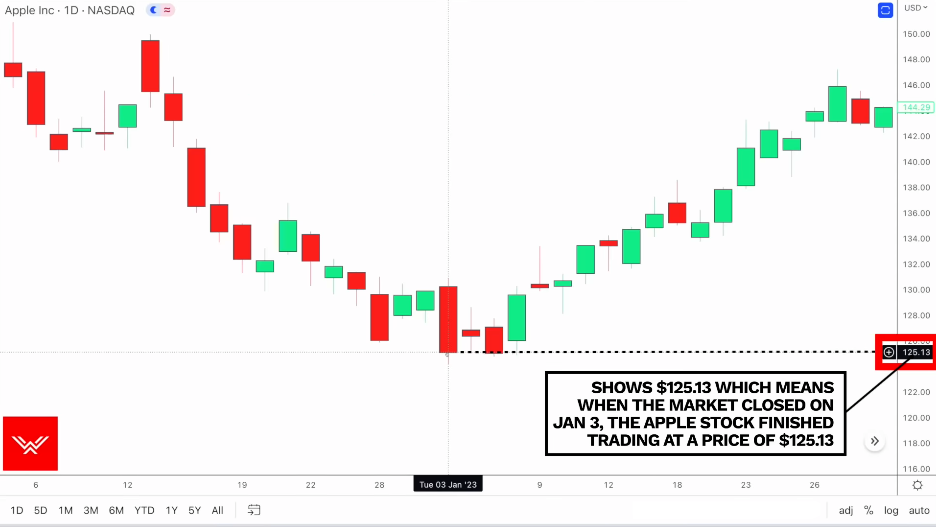 Apple Inc · 1D · NASDAQ
USD
150.00
148.00
146.00
144.29
142.00
140.00
138.00
136.00
134.00
132.00
130.00
128.00
125.13
122.00
120.00
118.00
116.00
SHOWS $125.13 WHICH MEANS
WHEN THE MARKET CLOSED ON
JAN 3, THE APPLE STOCK FINISHED
TRADING AT A PRICE OF $125.13
6 12 19 22 28 Tue 03 Jan '23 9 12 18 23 26
1D 5D 1M 3M 6M YTD 1Y 5Y All adj % log auto